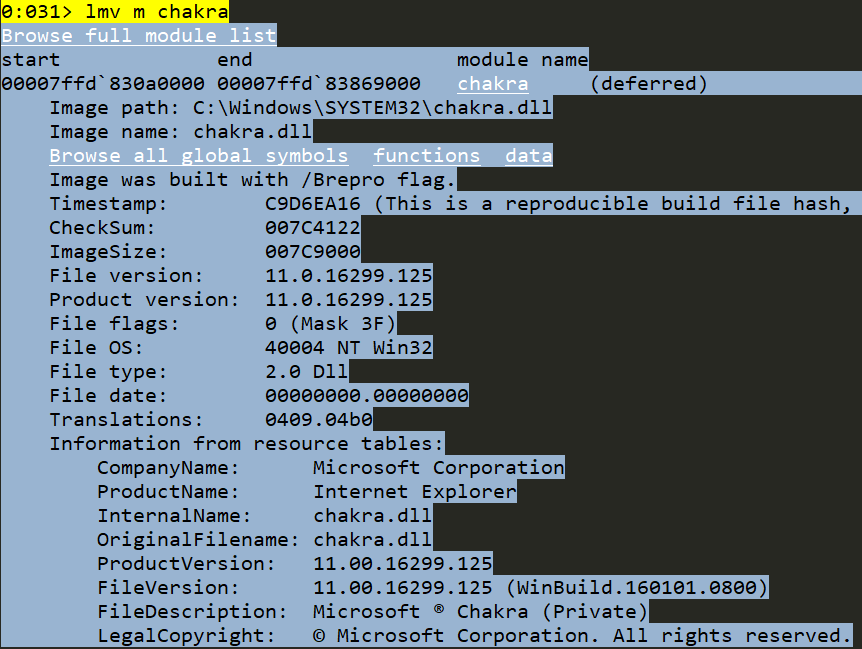 0:031> lmv m chakra
Browse full module list
start             end                 module name
00007ffd`830a0000 00007ffd`83869000   chakra     (deferred)
    Image path: C:\Windows\SYSTEM32\chakra.dll
    Image name: chakra.dll
    Browse all global symbols  functions  data
    Image was built with /Brepro flag.
    Timestamp:        C9D6EA16 (This is a reproducible build file hash,
    CheckSum:         007C4122
    ImageSize:        007C9000
    File version:     11.0.16299.125
    Product version:  11.0.16299.125
    File flags:       0 (Mask 3F)
    File OS:          40004 NT Win32
    File type:        2.0 Dll
    File date:        00000000.00000000
    Translations:     0409.04b0
    Information from resource tables:
        CompanyName:      Microsoft Corporation
        ProductName:      Internet Explorer
        InternalName:     chakra.dll
        OriginalFilename: chakra.dll
        ProductVersion:   11.00.16299.125
        FileVersion:      11.00.16299.125 (WinBuild.160101.0800)
        FileDescription:  Microsoft ® Chakra (Private)
        LegalCopyright:   © Microsoft Corporation. All rights reserved.